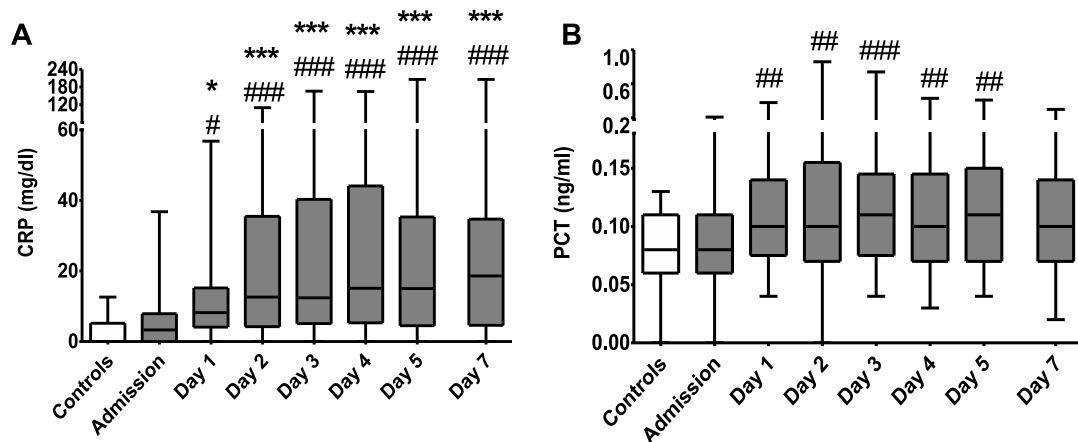 A
*
***
***
***
***
***
#
###
###
###
###
###
CRP (mg/dl)
240
180
120
60
40
20
0
Controls
Admission
Day 1
Day 2
Day 3
Day 4
Day 5
Day 7
B
##
##
###
##
##
PCT (ng/ml)
1.0
0.6
0.2
0.15
0.10
0.05
0.00
Controls
Admission
Day 1
Day 2
Day 3
Day 4
Day 5
Day 7